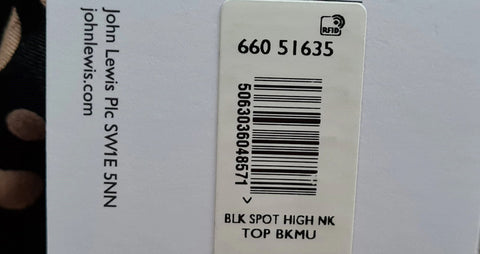 John Lewis Plc SW1E 5NN
johnlewis.com
RFID
660 51635
5063036048571 >
BLK SPOT HIGH NK
TOP BKMU